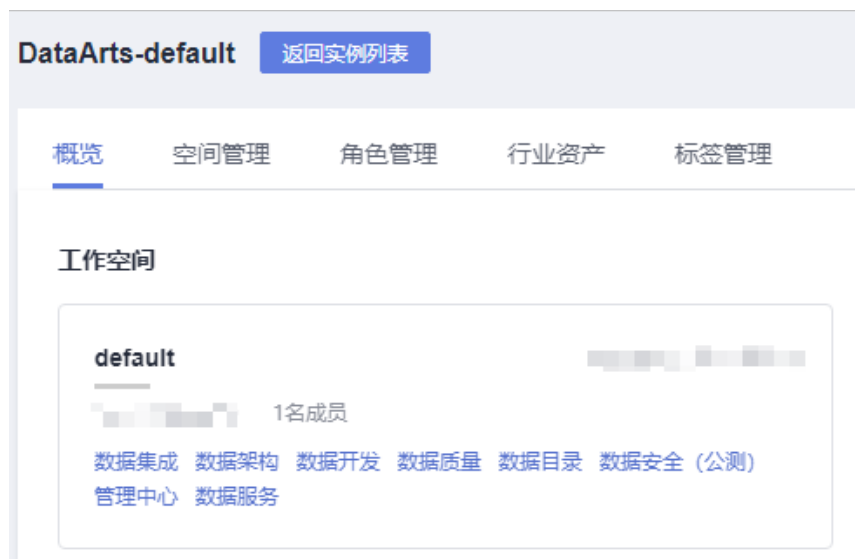 DataArts-default 返回实例列表
概览 空间管理 角色管理 行业资产 标签管理
工作空间
default
1名成员
数据集成 数据架构 数据开发 数据质量 数据目录 数据安全（公测）
管理中心 数据服务